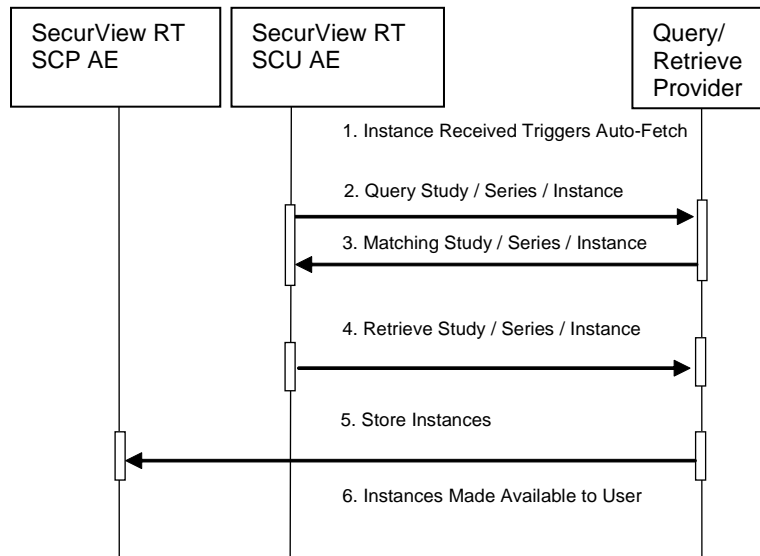 SecurView RT
SCP AE
SecurView RT
SCU AE
Query/
Retrieve
Provider
1. Instance Received Triggers Auto-Fetch
2. Query Study / Series / Instance
3. Matching Study / Series / Instance
4. Retrieve Study / Series / Instance
5. Store Instances
6. Instances Made Available to User